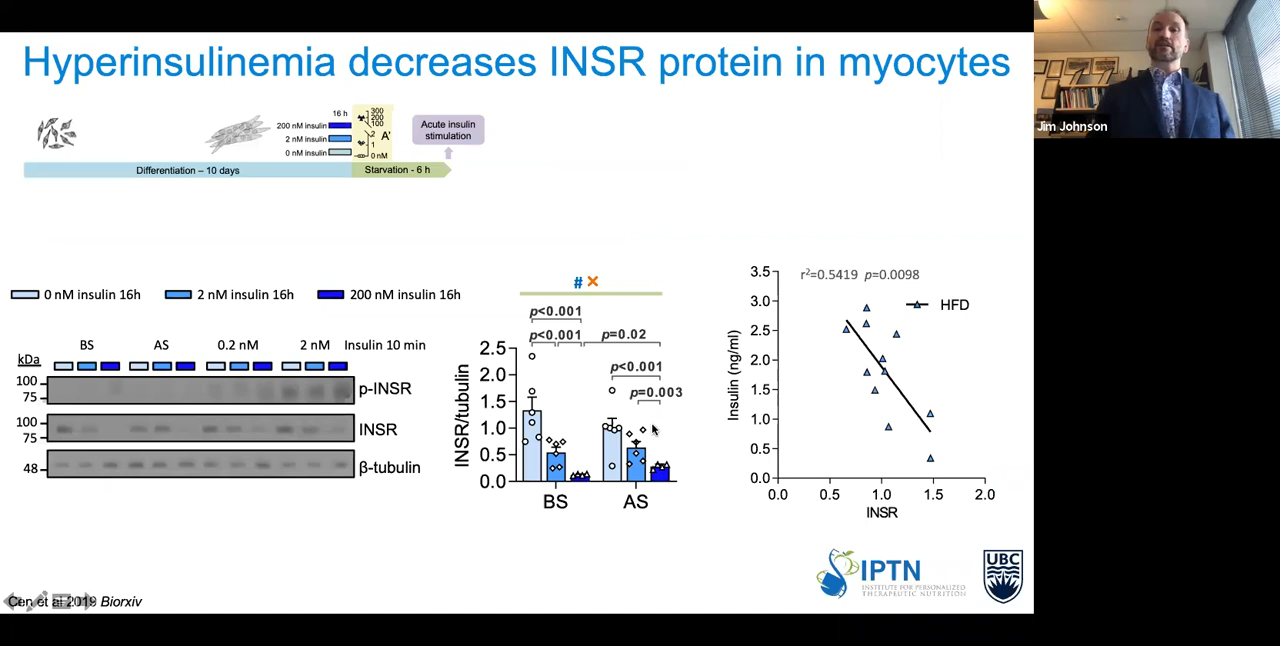 Hyperinsulinemia decreases INSR protein in myocytes
Jim Johnson
16 h
200 nM insulin
2 nM insulin
0 nM insulin
300
200
100
2
1
0 nM
A'
Acute insulin
stimulation
Differentiation – 10 days
Starvation - 6 h
0 nM insulin 16h
2 nM insulin 16h
200 nM insulin 16h
BS
AS
0.2 nM
2 nM
Insulin 10 min
kDa
100
75
p-INSR
100
75
INSR
48
β-tubulin
# ×
p<0.001
p<0.001
p=0.02
p<0.001
p=0.003
INSR/tubulin
2.5
2.0
1.5
1.0
0.5
0.0
BS
AS
r²=0.5419 p=0.0098
HFD
Insulin (ng/ml)
3.5
3.0
2.5
2.0
1.5
1.0
0.5
0.0
0.0
0.5
1.0
1.5
2.0
INSR
IPTN
INSTITUTE FOR PERSONALIZED
THERAPEUTIC NUTRITION
UBC
Cen et al 2019 Biorxiv